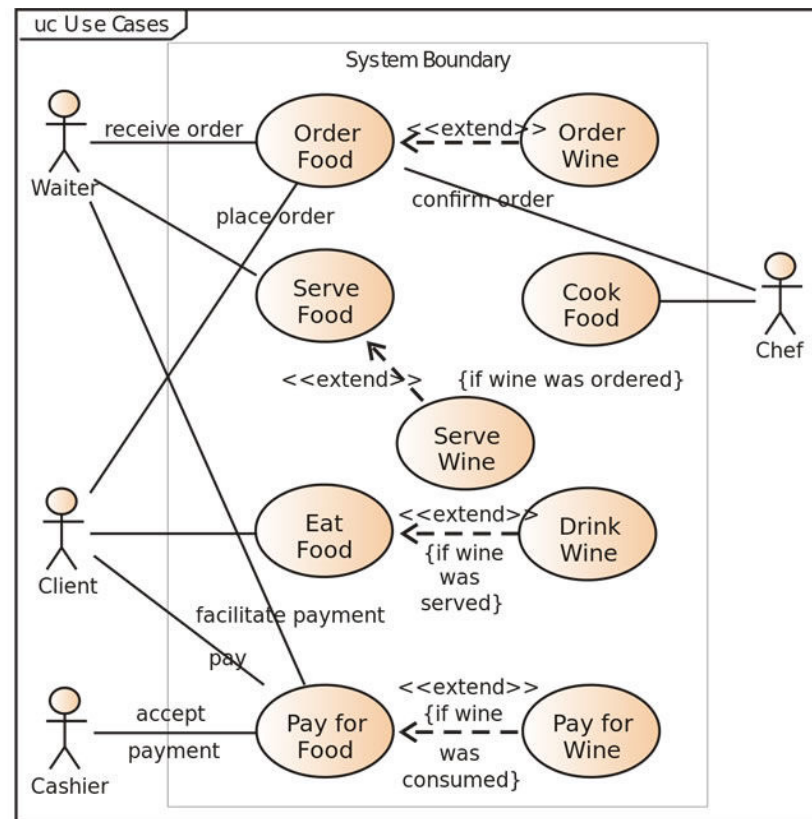 uc Use Cases
System Boundary
receive order
Order
Food
<<extend>>
Order
Wine
Waiter
place order
confirm order
Serve
Food
Cook
Food
Chef
<<extend>>
{if wine was ordered}
Serve
Wine
Eat
Food
<<extend>>
{if wine
was
served}
Drink
Wine
Client
facilitate payment
pay
accept
payment
Cashier
Pay for
Food
<<extend>>
{if wine
was
consumed}
Pay for
Wine